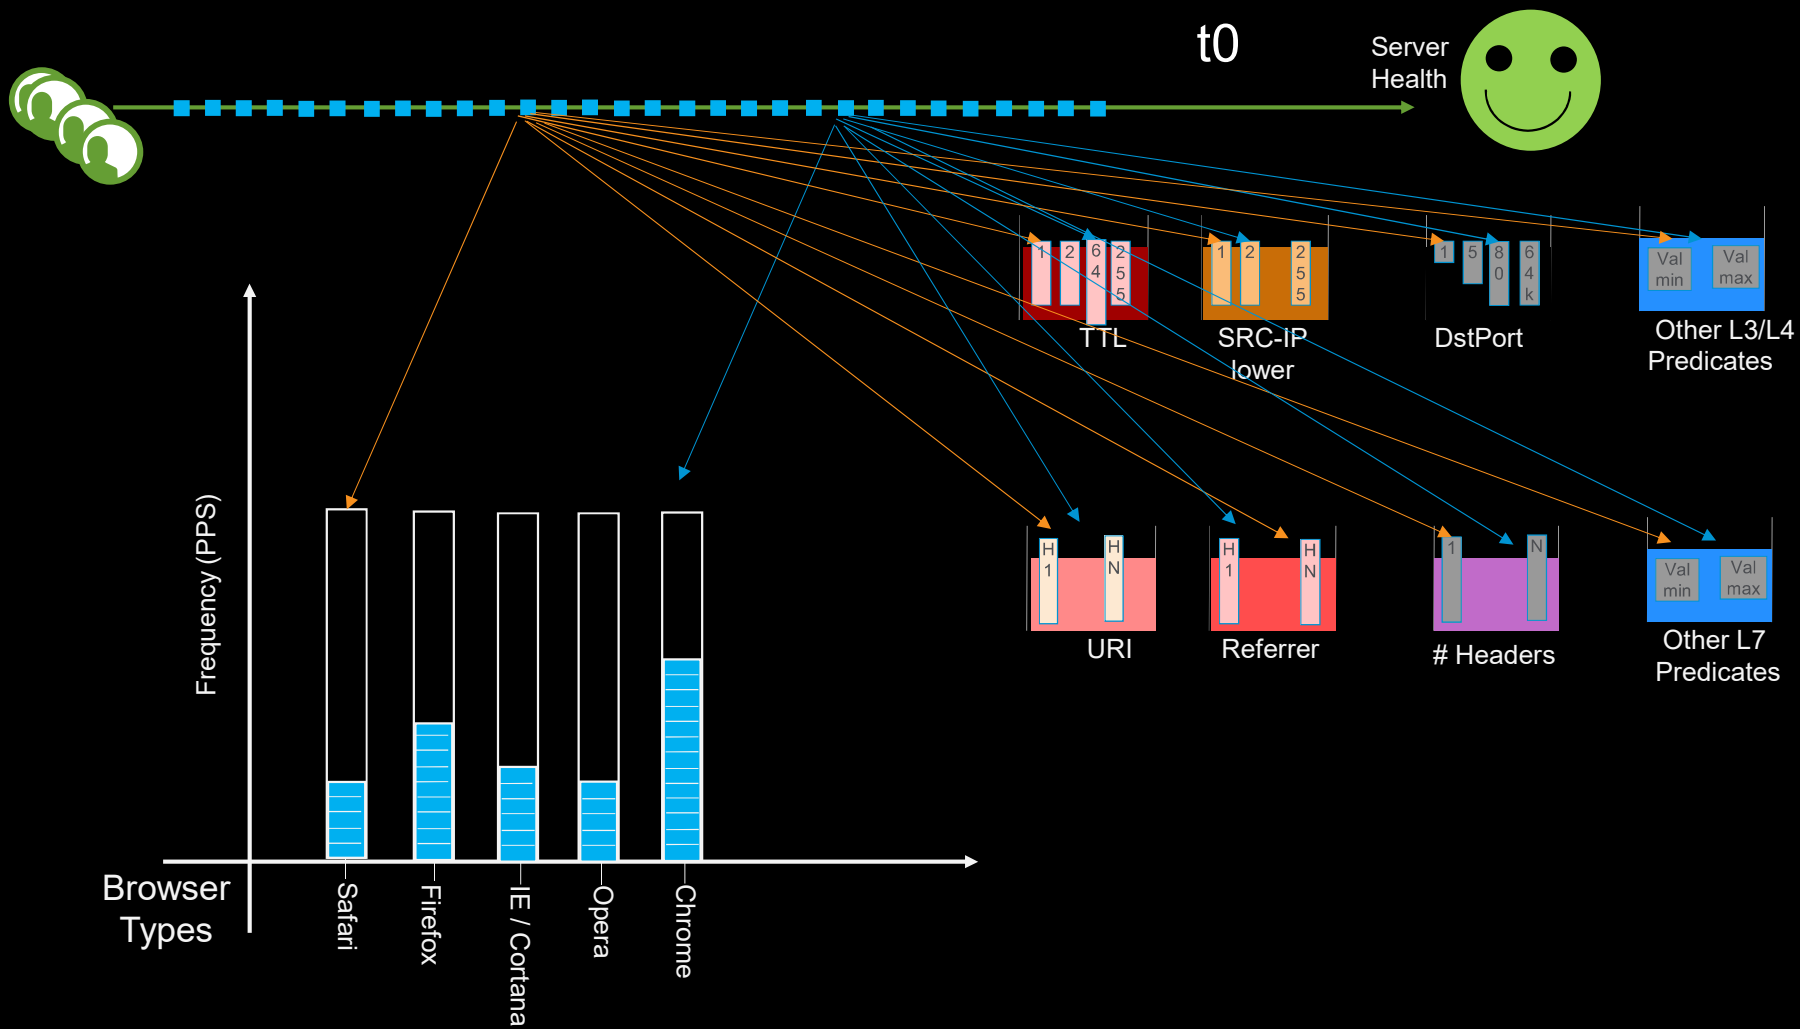 t0
Server
Health
1
2
6
4
2
5
5
TTL
1
2
2
5
5
SRC-IP
lower
1
5
8
0
6
4
k
DstPort
Val
min
Val
max
Other L3/L4
Predicates
H
1
H
N
URI
H
1
H
N
Referrer
1
N
# Headers
Val
min
Val
max
Other L7
Predicates
Frequency (PPS)
Browser
Types
Safari
Firefox
IE / Cortana
Opera
Chrome